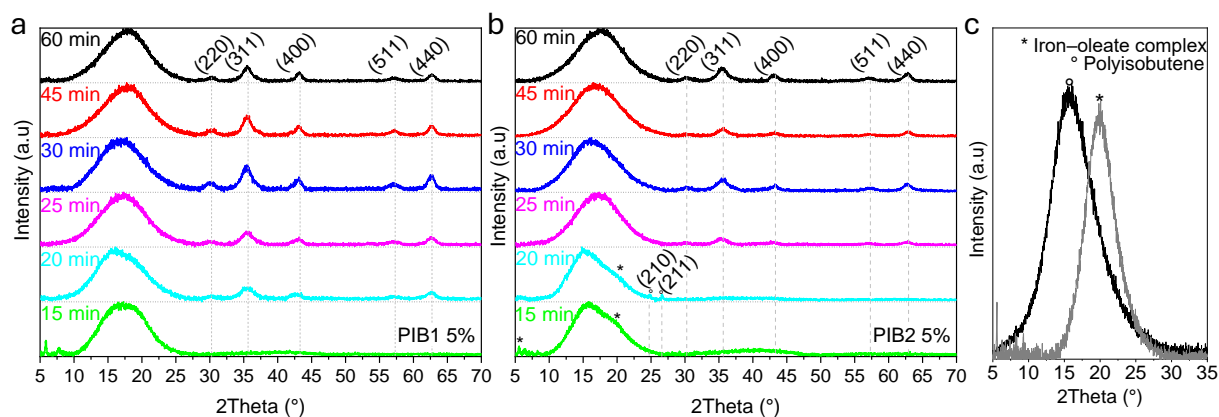 a
60 min
(220)
(311)
(400)
(511)
(440)
45 min
30 min
25 min
20 min
15 min
PIB1 5%
Intensity (a.u)
5 10 15 20 25 30 35 40 45 50 55 60 65 70
2Theta (°)
b
60 min
(220)
(311)
(400)
(511)
(440)
45 min
30 min
25 min
20 min
*
°
(210)
°
(211)
15 min
*
*
PIB2 5%
Intensity (a.u)
5 10 15 20 25 30 35 40 45 50 55 60 65 70
2Theta (°)
c
* Iron–oleate complex
° Polyisobutene
°
*
Intensity (a.u)
5 10 15 20 25 30 35
2Theta (°)